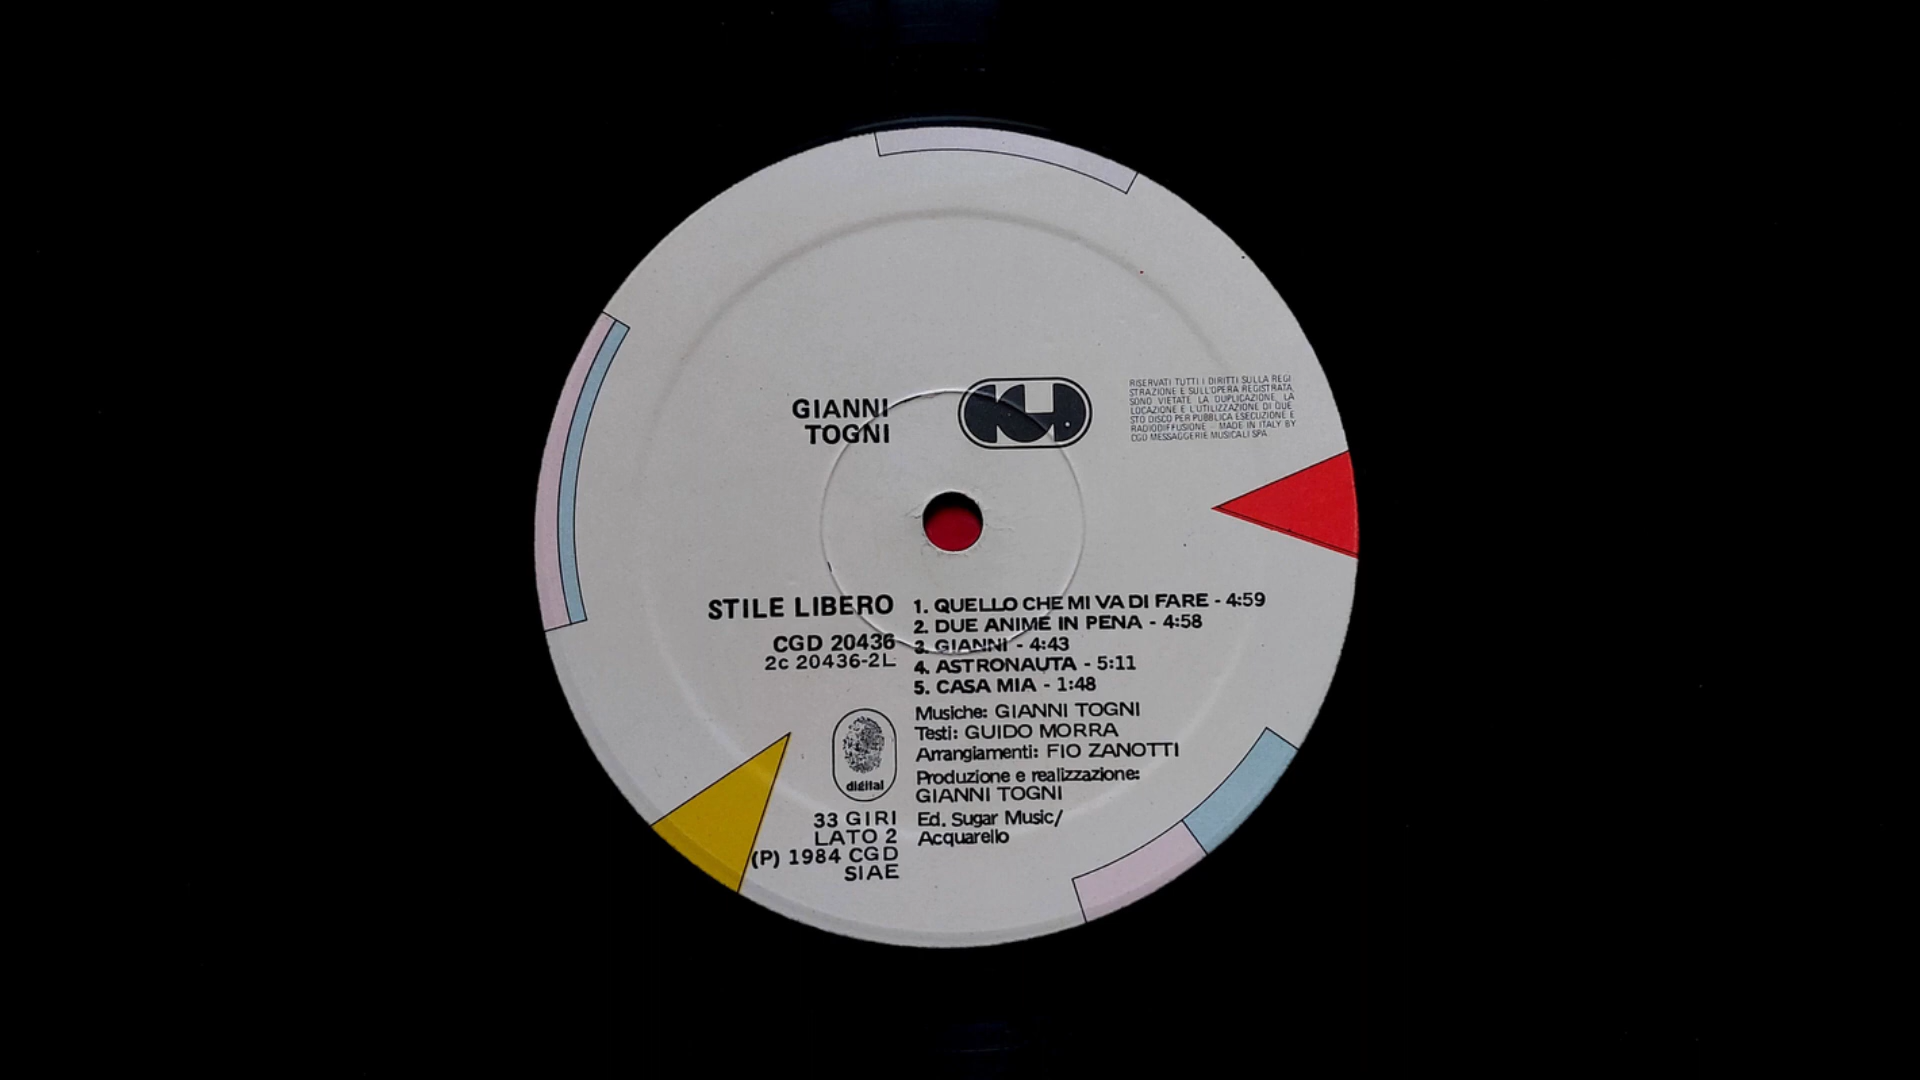 GIANNI
TOGNI
CGD
RISERVATI TUTTI I DIRITTI SULLA REGI
STRAZIONE E SULL'OPERA REGISTRATA,
SONO VIETATE LA DUPLICAZIONE, LA
LOCAZIONE E L'UTILIZZAZIONE DI QUE
STO DISCO PER PUBBLICA ESECUZIONE E
RADIODIFFUSIONE - MADE IN ITALY BY
CGD MESSAGGERIE MUSICALI SPA.
STILE LIBERO
CGD 20436
2c 20436-2L
1. QUELLO CHE MI VA DI FARE - 4:59
2. DUE ANIME IN PENA - 4:58
3. GIANNI - 4:43
4. ASTRONAUTA - 5:11
5. CASA MIA - 1:48
Musiche: GIANNI TOGNI
Testi: GUIDO MORRA
Arrangiamenti: FIO ZANOTTI
Produzione e realizzazione:
GIANNI TOGNI
Ed. Sugar Music/
Acquarello
digital
33 GIRI
LATO 2
(P) 1984 CGD
SIAE